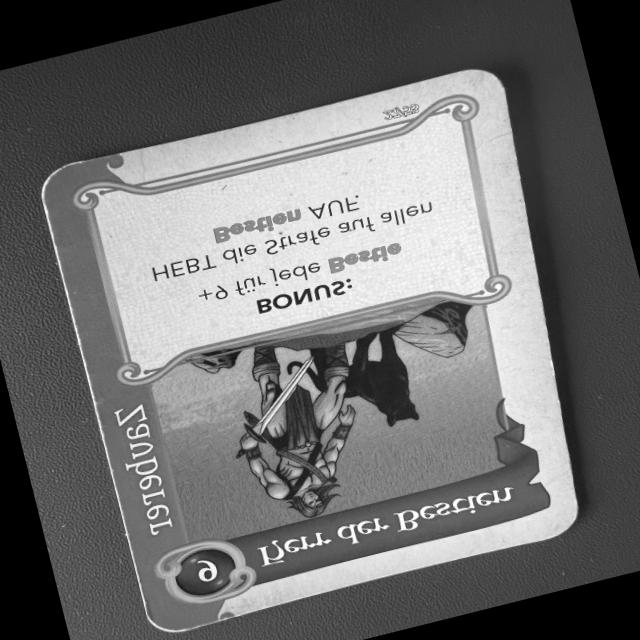 9
Herr der Bestien
Zauberer
BONUS:
+9 für jede Bestie
HEBT die Strafe auf allen
Bestien AUF.